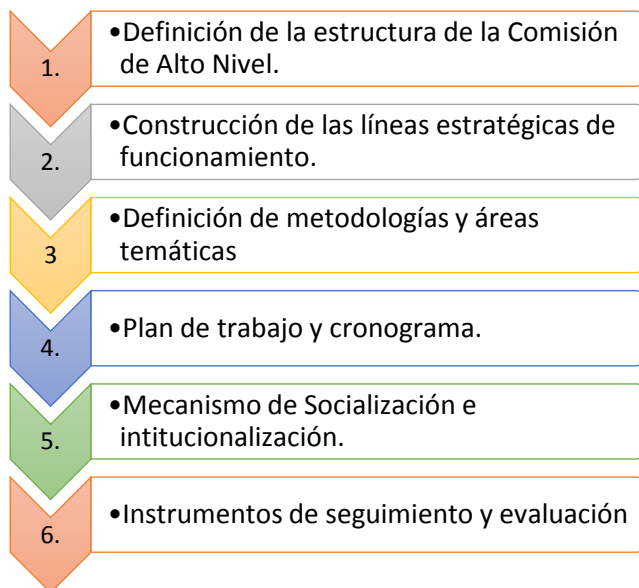 1.
•Definición de la estructura de la Comisión
de Alto Nivel.
2.
•Construcción de las líneas estratégicas de
funcionamiento.
3
•Definición de metodologías y áreas
temáticas
4.
•Plan de trabajo y cronograma.
5.
•Mecanismo de Socialización e
intitucionalización.
6.
•Instrumentos de seguimiento y evaluación